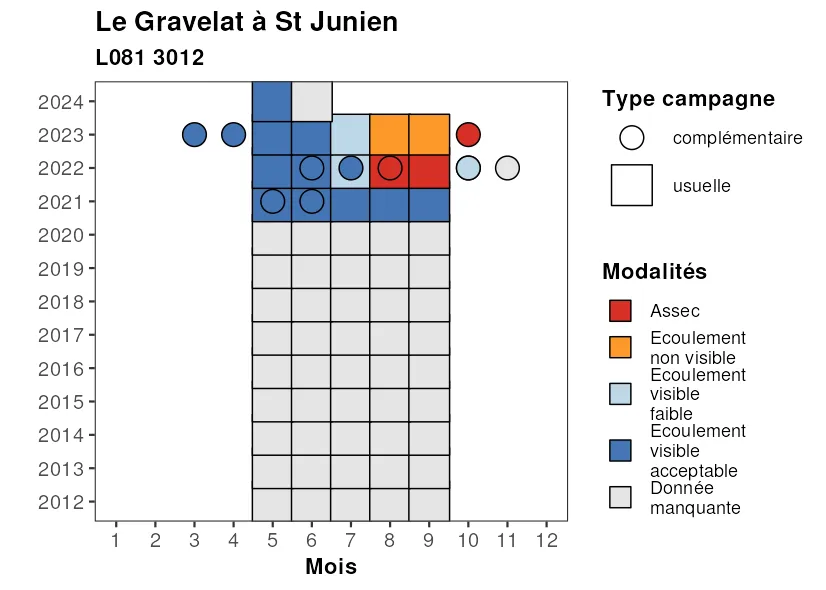 Le Gravelat à St Junien
L081 3012
2024
2023
2022
2021
2020
2019
2018
2017
2016
2015
2014
2013
2012
1 2 3 4 5 6 7 8 9 10 11 12
Mois
Type campagne
complémentaire
usuelle
Modalités
Assec
Ecoulement
non visible
Ecoulement
visible
faible
Ecoulement
visible
acceptable
Donnée
manquante